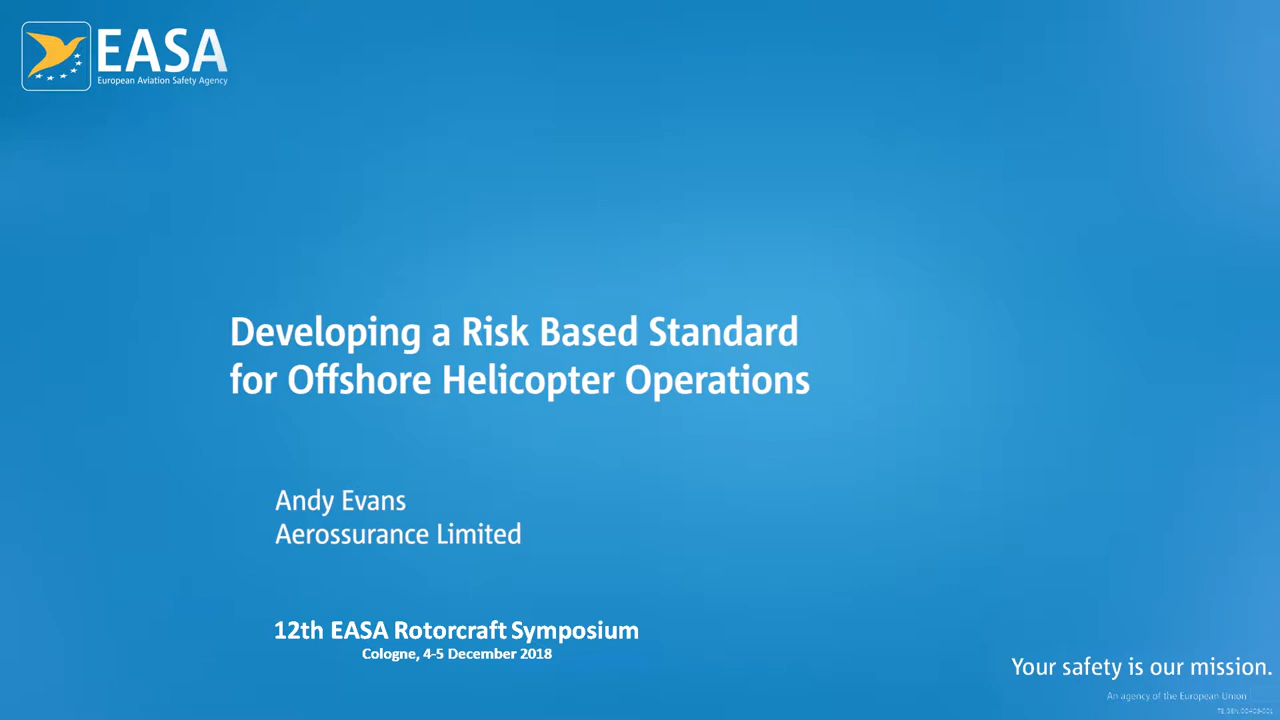 EASA
European Aviation Safety Agency
Developing a Risk Based Standard
for Offshore Helicopter Operations
Andy Evans
Aerossurance Limited
12th EASA Rotorcraft Symposium
Cologne, 4-5 December 2018
Your safety is our mission.
An agency of the European Union